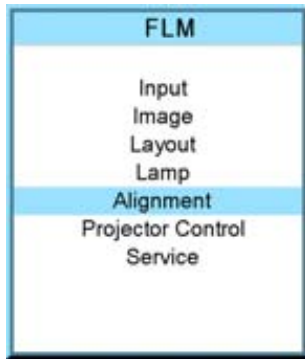 FLM
Input
Image
Layout
Lamp
Alignment
Projector Control
Service